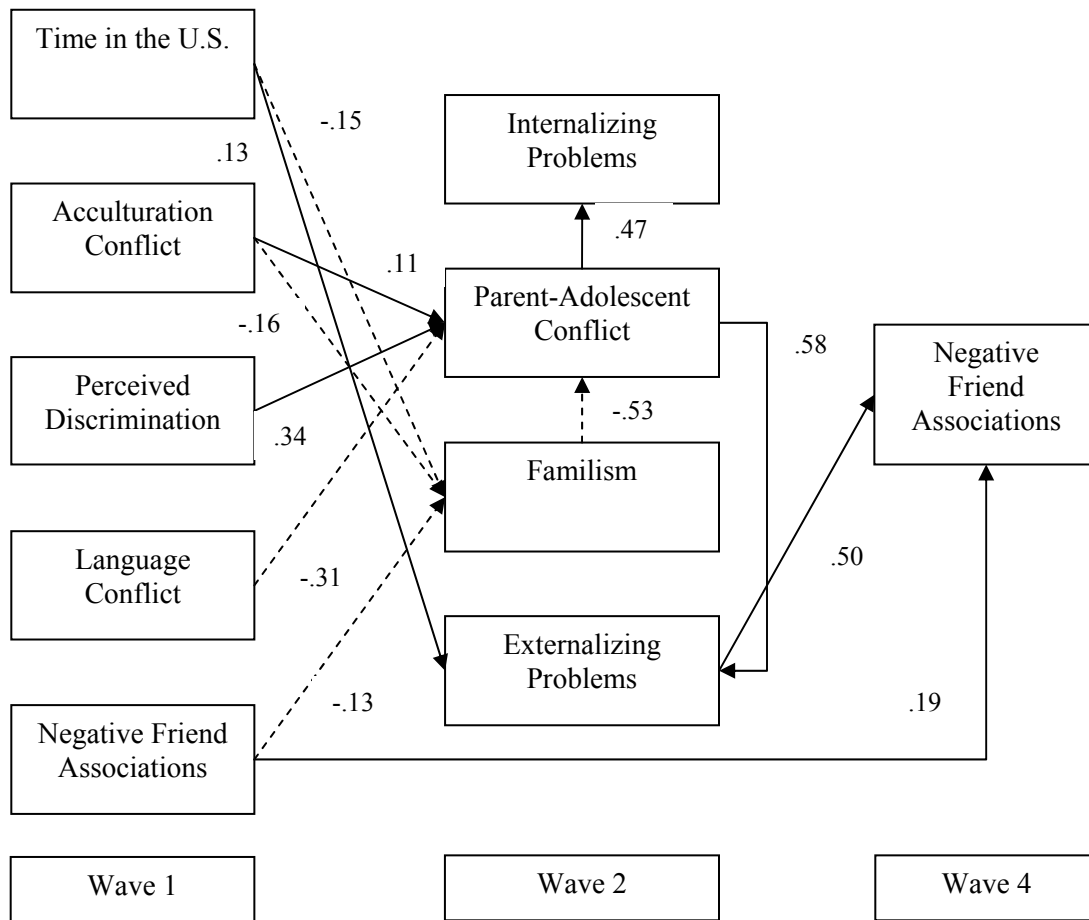 Time in the U.S.
-.15
Internalizing
Problems
.13
Acculturation
Conflict
.47
.11
Parent-Adolescent
Conflict
-.16
.58
Negative
Friend
Associations
Perceived
Discrimination
-.53
.34
Familism
Language
Conflict
-.31
.50
Externalizing
Problems
-.13
.19
Negative Friend
Associations
Wave 1
Wave 2
Wave 4